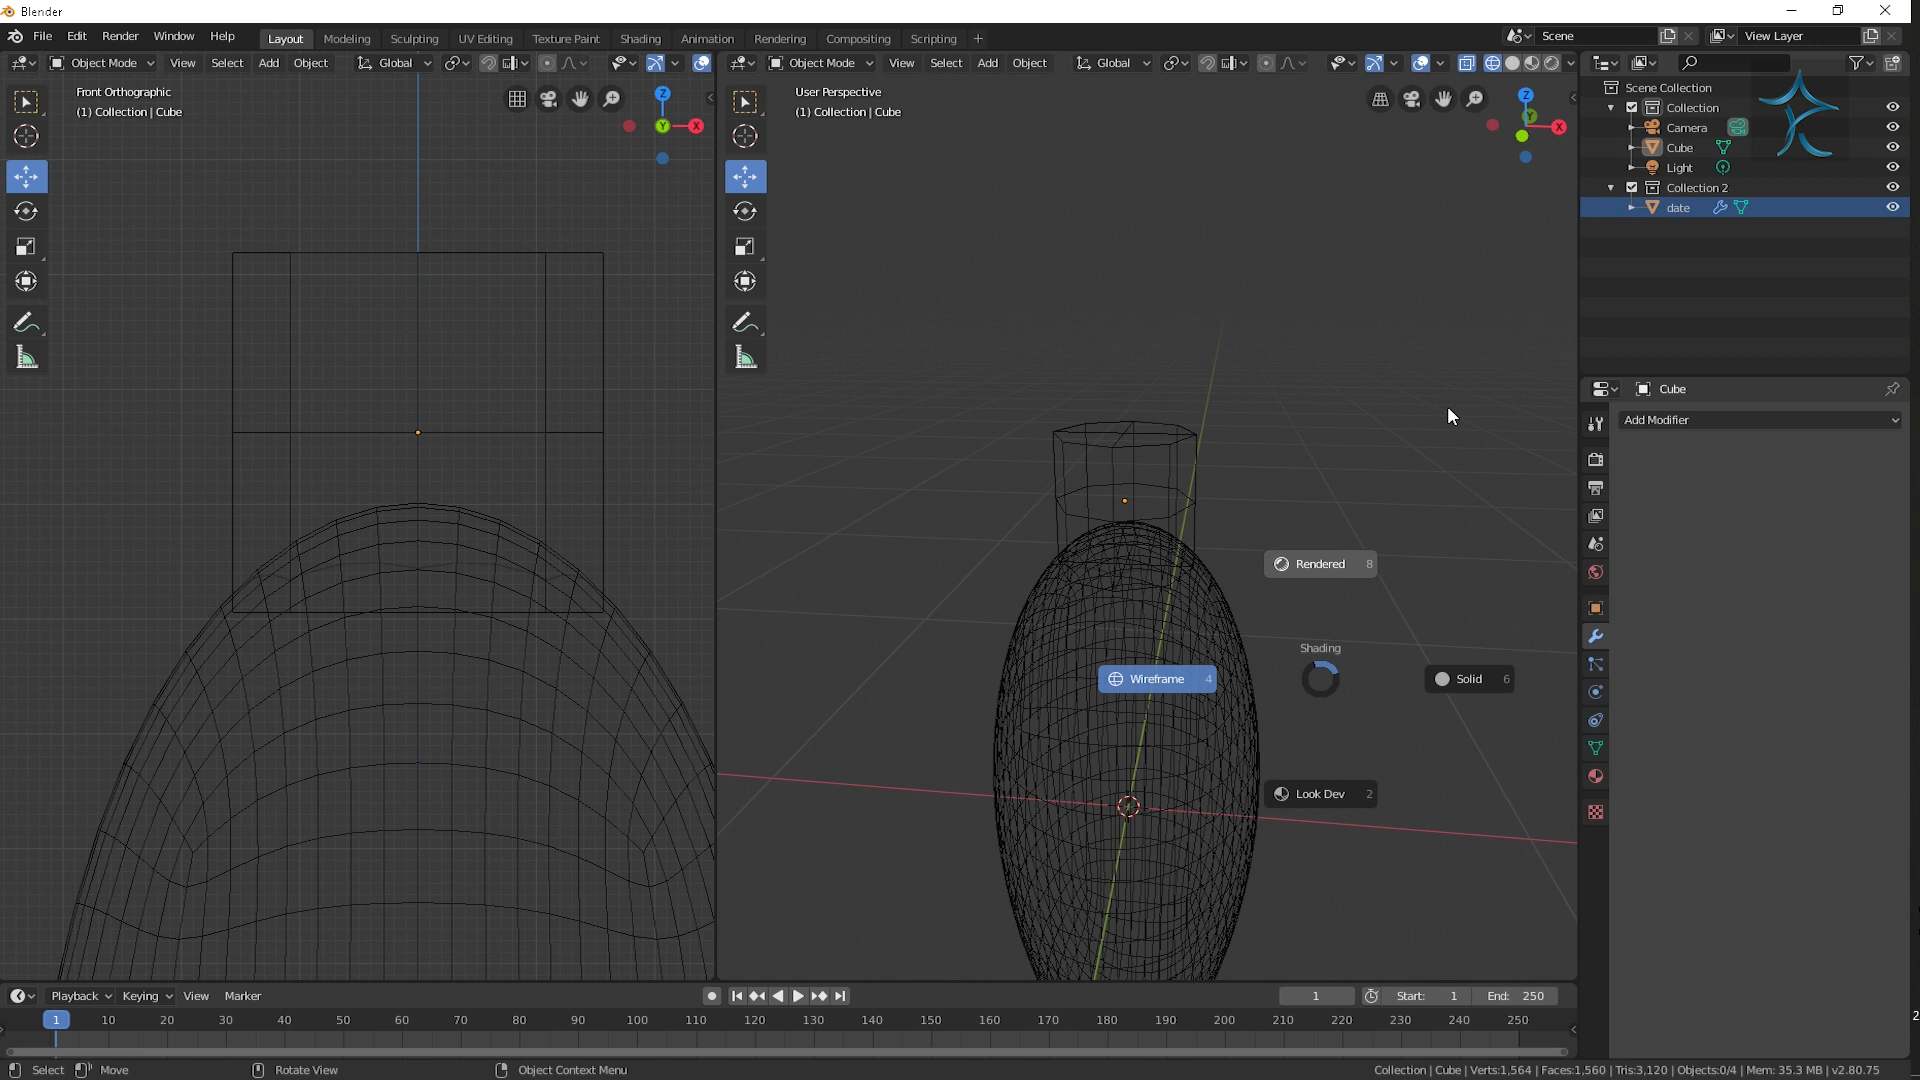 Blender
File Edit Render Window Help Layout Modeling Sculpting UV Editing Texture Paint Shading Animation Rendering Compositing Scripting + Scene View Layer
Object Mode View Select Add Object Global
Object Mode View Select Add Object Global
Front Orthographic
(1) Collection | Cube
Z
Y
X
User Perspective
(1) Collection | Cube
Z
Y
X
Rendered 8
Shading
Wireframe 4
Solid 6
Look Dev 2
Scene Collection
Collection
Camera
Cube
Light
Collection 2
date
Cube
Add Modifier
Playback Keying View Marker 1 Start: 1 End: 250
1 10 20 30 40 50 60 70 80 90 100 110 120 130 140 150 160 170 180 190 200 210 220 230 240 250
2
Select Move Rotate View Object Context Menu Collection | Cube | Verts:1,564 | Faces:1,560 | Tris:3,120 | Objects:0/4 | Mem: 35.3 MB | v2.80.75